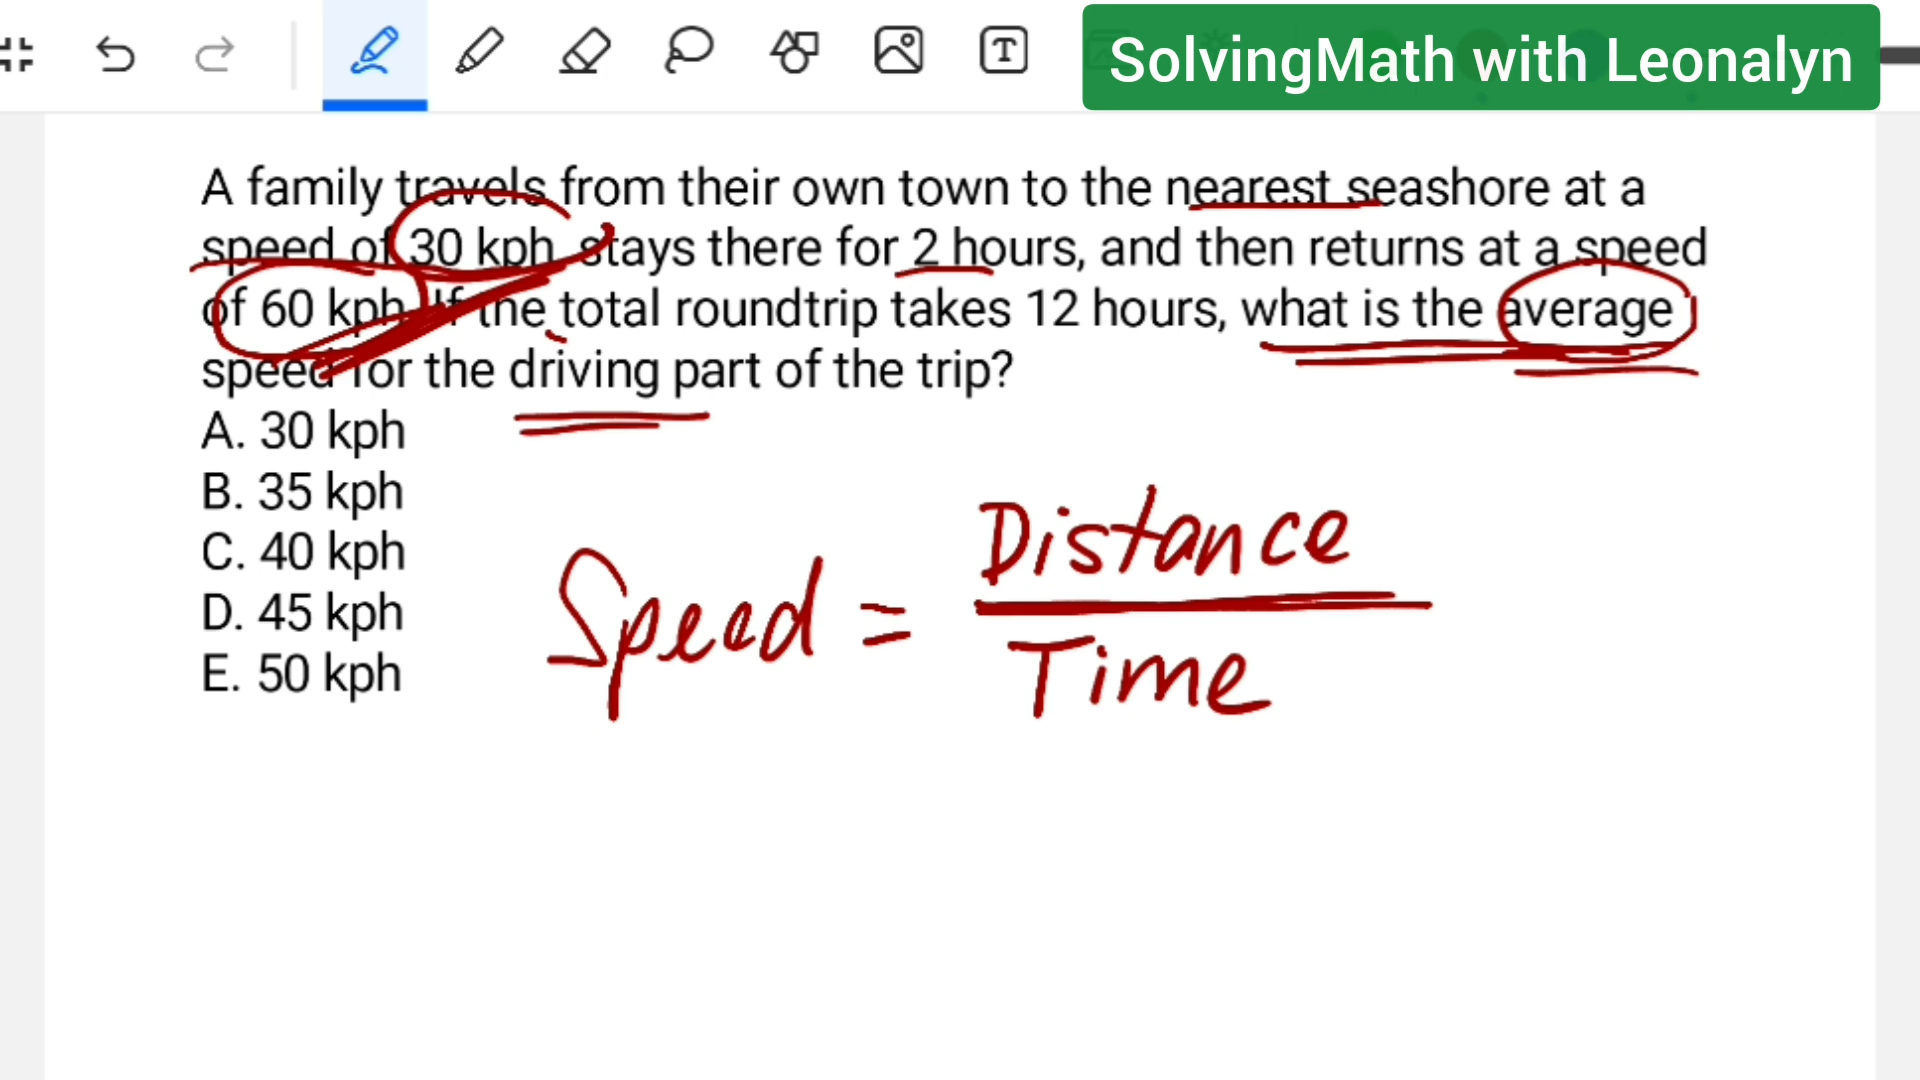 SolvingMath with Leonalyn
A family travels from their own town to the nearest seashore at a
speed of 30 kph, stays there for 2 hours, and then returns at a speed
of 60 kph. If the total roundtrip takes 12 hours, what is the average
speed for the driving part of the trip?
A. 30 kph
B. 35 kph
C. 40 kph
D. 45 kph
E. 50 kph
Speed = Distance
Time